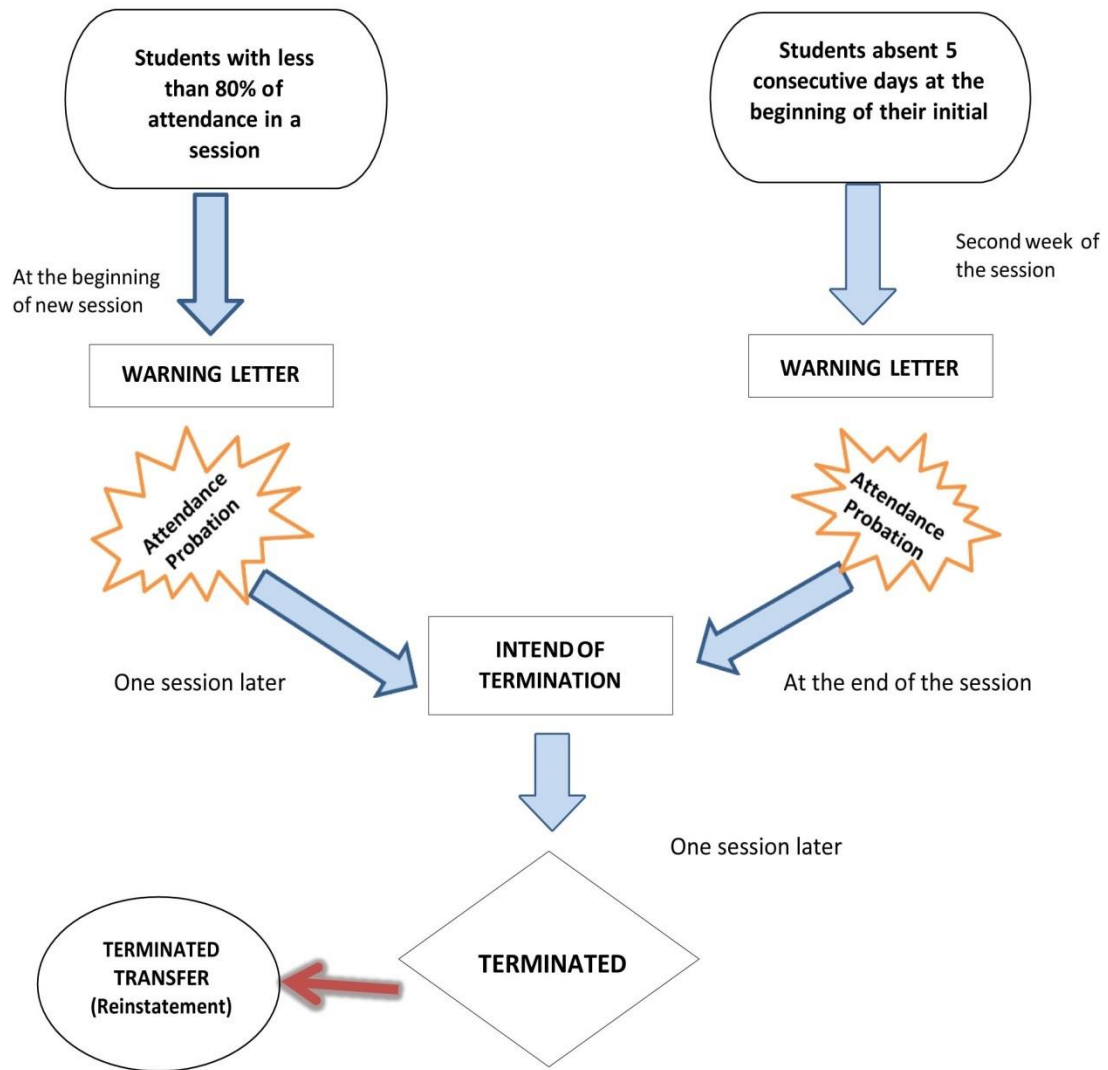 Students with less
than 80% of
attendance in a
session
Students absent 5
consecutive days at the
beginning of their initial
At the beginning
of new session
Second week of
the session
WARNING LETTER
WARNING LETTER
Attendance
Probation
Attendance
Probation
One session later
INTEND OF
TERMINATION
At the end of the session
One session later
TERMINATED
TERMINATED
TRANSFER
(Reinstatement)